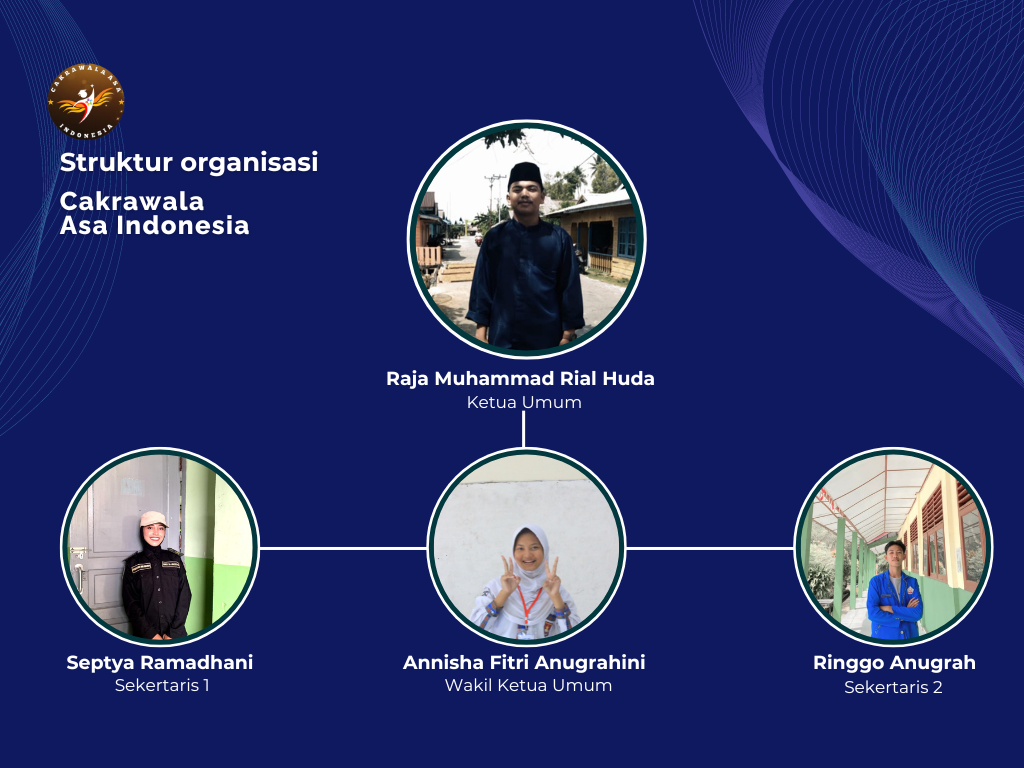 CAKRAWALA ASA
INDONESIA
Struktur organisasi
Cakrawala
Asa Indonesia
Raja Muhammad Rial Huda
Ketua Umum
Septya Ramadhani
Sekertaris 1
Annisha Fitri Anugrahini
Wakil Ketua Umum
Ringgo Anugrah
Sekertaris 2